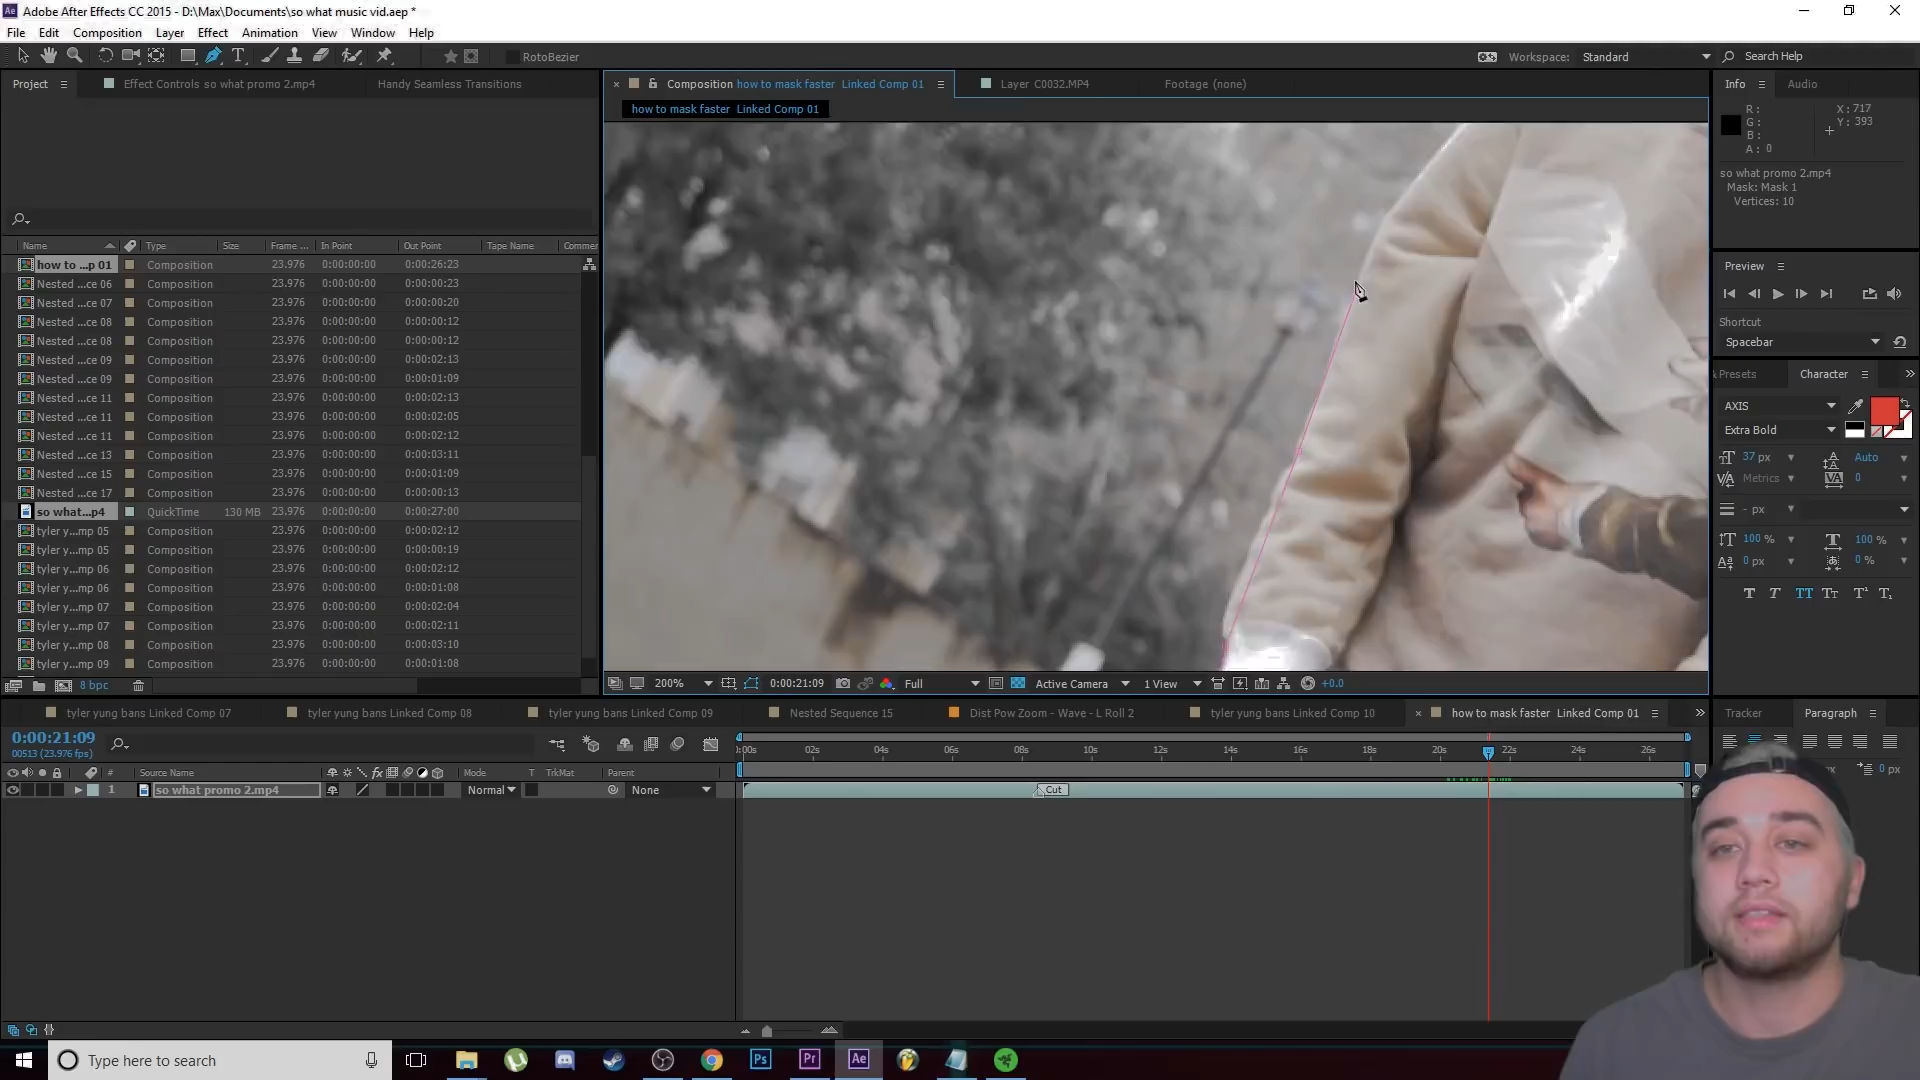 Adobe After Effects CC 2015 - D:\Max\Documents\so what music vid.aep *
File Edit Composition Layer Effect Animation View Window Help
RotoBezier
Workspace: Standard Search Help
Project Effect Controls so what promo 2.mp4 Handy Seamless Transitions
Composition how to mask faster Linked Comp 01 Layer C0032.MP4 Footage (none)
how to mask faster Linked Comp 01
Info Audio
R: X: 717
G: Y: 393
B:
A: 0
so what promo 2.mp4
Mask: Mask 1
Vertices: 10
Preview
Shortcut
Spacebar
Presets Character
AXIS
Extra Bold
37 px Auto
Metrics 0
- px
100 % 100 %
0 px 0 %
Name Type Size Frame ... In Point Out Point Tape Name Commer
how to ...p 01 Composition 23.976 0:00:00:00 0:00:26:23
Nested ...ce 06 Composition 23.976 0:00:00:00 0:00:00:23
Nested ...ce 07 Composition 23.976 0:00:00:00 0:00:00:20
Nested ...ce 08 Composition 23.976 0:00:00:00 0:00:00:12
Nested ...ce 08 Composition 23.976 0:00:00:00 0:00:00:12
Nested ...ce 09 Composition 23.976 0:00:00:00 0:00:02:13
Nested ...ce 09 Composition 23.976 0:00:00:00 0:00:01:09
Nested ...ce 11 Composition 23.976 0:00:00:00 0:00:02:13
Nested ...ce 11 Composition 23.976 0:00:00:00 0:00:02:05
Nested ...ce 11 Composition 23.976 0:00:00:00 0:00:02:12
Nested ...ce 13 Composition 23.976 0:00:00:00 0:00:03:11
Nested ...ce 15 Composition 23.976 0:00:00:00 0:00:01:09
Nested ...ce 17 Composition 23.976 0:00:00:00 0:00:00:13
so what...p4 QuickTime 130 MB 23.976 0:00:00:00 0:00:27:00
tyler y...mp 05 Composition 23.976 0:00:00:00 0:00:02:12
tyler y...mp 05 Composition 23.976 0:00:00:00 0:00:00:19
tyler y...mp 06 Composition 23.976 0:00:00:00 0:00:02:12
tyler y...mp 06 Composition 23.976 0:00:00:00 0:00:01:08
tyler y...mp 07 Composition 23.976 0:00:00:00 0:00:02:04
tyler y...mp 07 Composition 23.976 0:00:00:00 0:00:02:11
tyler y...mp 08 Composition 23.976 0:00:00:00 0:00:03:10
tyler y...mp 09 Composition 23.976 0:00:00:00 0:00:01:08
8 bpc
200% 0:00:21:09 Full Active Camera 1 View +0.0
tyler yung bans Linked Comp 07 tyler yung bans Linked Comp 08 tyler yung bans Linked Comp 09 Nested Sequence 15 Dist Pow Zoom - Wave - L Roll 2 tyler yung bans Linked Comp 10 how to mask faster Linked Comp 01
Tracker Paragraph
0 px
0:00:21:09
00513 (23.976 fps)
:00s 02s 04s 06s 08s 10s 12s 14s 16s 18s 20s 22s 24s 26s
# Source Name fx Mode T TrkMat Parent
1 so what promo 2.mp4 Normal None
Cut
Type here to search
Ps Pr Ae